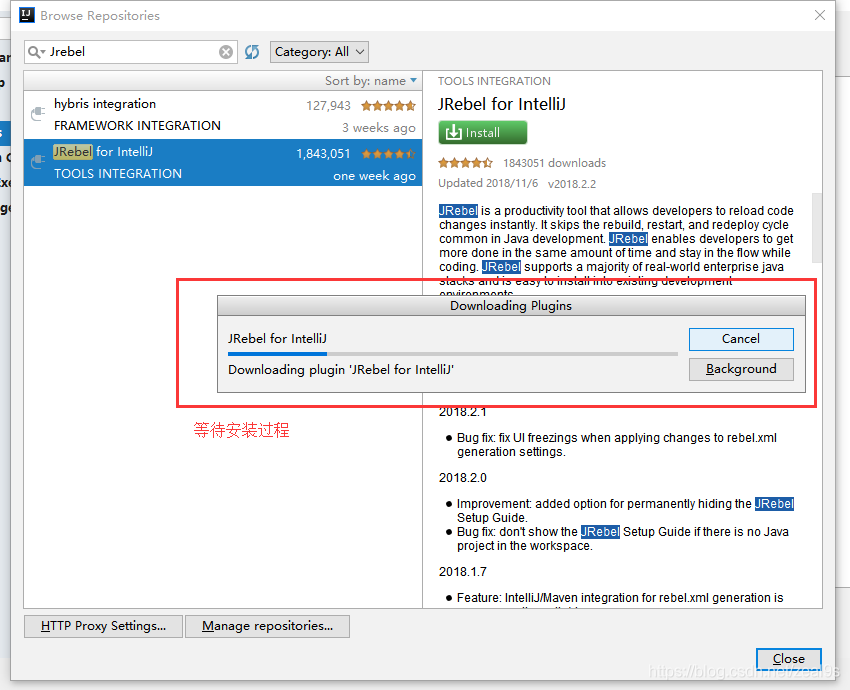 IJ Browse Repositories
ar
Jrebel
Category: All
p
Sort by: name
TOOLS INTEGRATION
hybris integration 127,943
JRebel for IntelliJ
FRAMEWORK INTEGRATION 3 weeks ago
Install
s
JRebel for IntelliJ 1,843,051
TOOLS INTEGRATION one week ago
1843051 downloads
Updated 2018/11/6 v2018.2.2
JRebel is a productivity tool that allows developers to reload code
changes instantly. It skips the rebuild, restart, and redeploy cycle
common in Java development. JRebel enables developers to get
more done in the same amount of time and stay in the flow while
coding. JRebel supports a majority of real-world enterprise java
stacks and is easy to install into existing development
environments.
Downloading Plugins
JRebel for IntelliJ
Cancel
Downloading plugin 'JRebel for IntelliJ'
Background
等待安装过程
2018.2.1
● Bug fix: fix UI freezings when applying changes to rebel.xml
generation settings.
2018.2.0
● Improvement: added option for permanently hiding the JRebel
Setup Guide.
● Bug fix: don't show the JRebel Setup Guide if there is no Java
project in the workspace.
2018.1.7
● Feature: IntelliJ/Maven integration for rebel.xml generation is
HTTP Proxy Settings...
Manage repositories...
Close